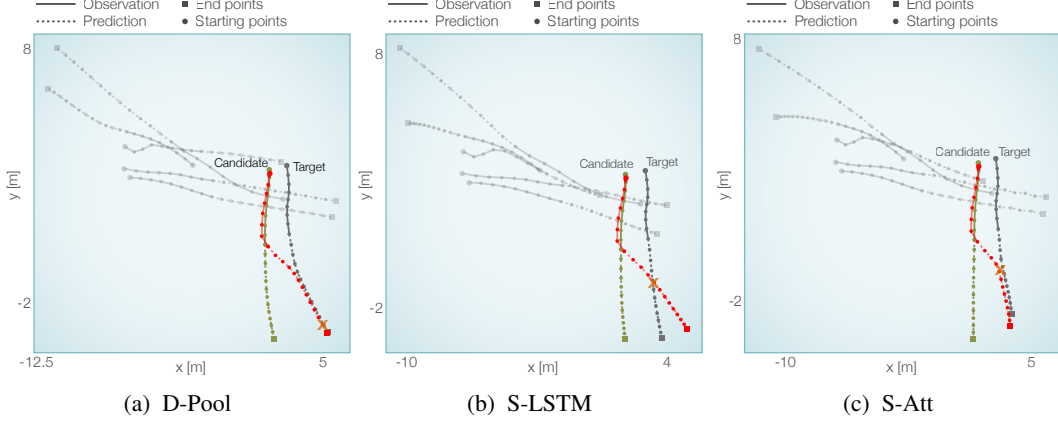 Observation End points
Prediction Starting points
Observation End points
Prediction Starting points
Observation End points
Prediction Starting points
8
y [m]
-2
Candidate
Target
-12.5
5
x [m]
(a) D-Pool
8
y [m]
-2
Candidate
Target
-10
4
x [m]
(b) S-LSTM
8
y [m]
-2
Candidate
Target
-10
5
x [m]
(c) S-Att